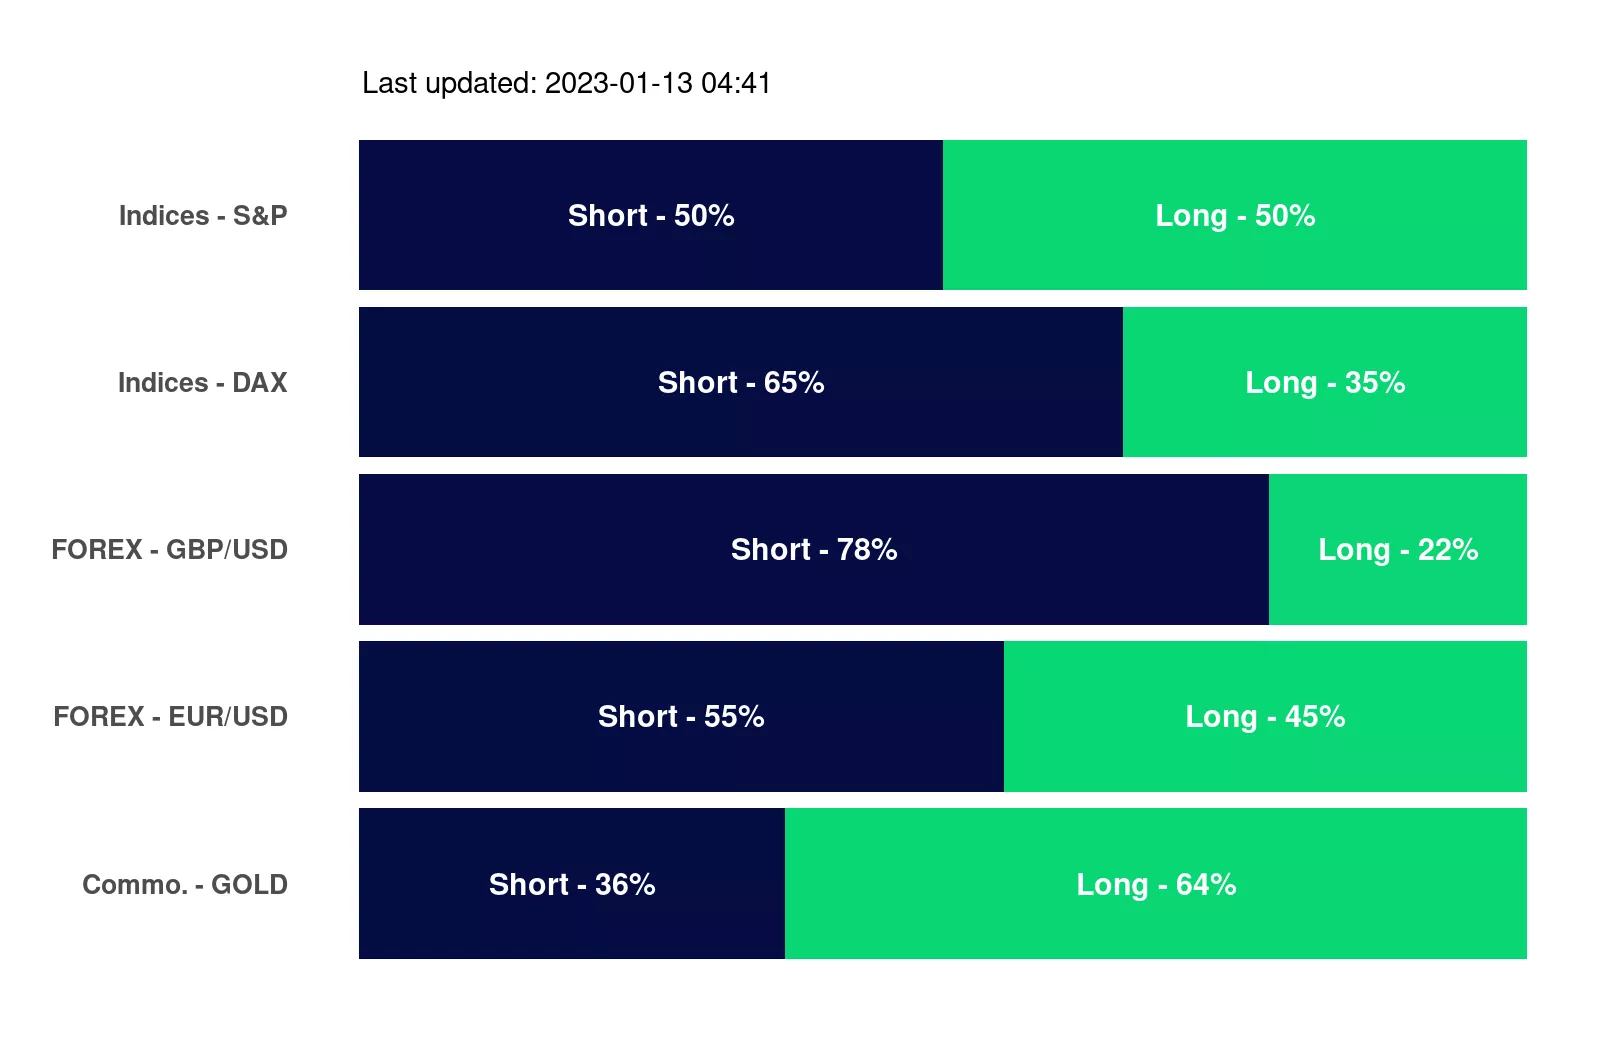 Last updated: 2023-01-13 04:41
Indices - S&P
Short - 50%
Long - 50%
Indices - DAX
Short - 65%
Long - 35%
FOREX - GBP/USD
Short - 78%
Long - 22%
FOREX - EUR/USD
Short - 55%
Long - 45%
Commo. - GOLD
Short - 36%
Long - 64%